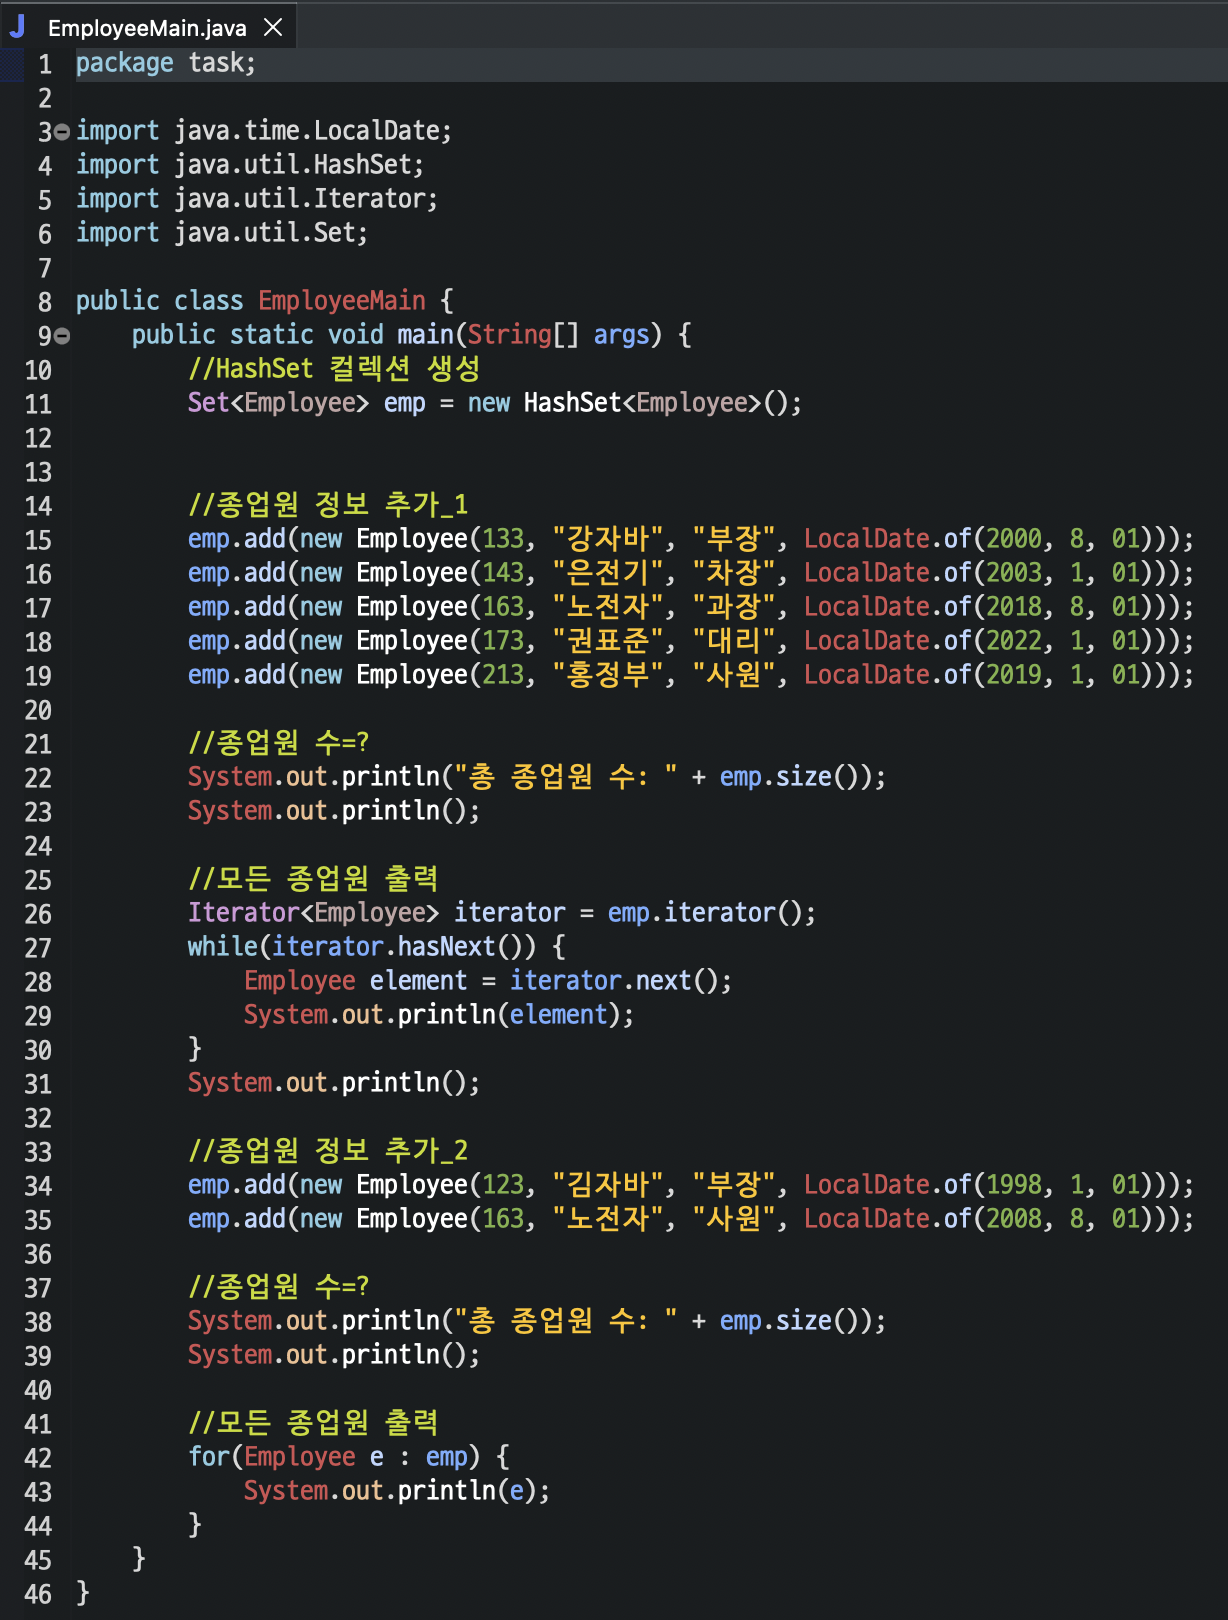 EmployeeMain.java
1 package task;
2
3 import java.time.LocalDate;
4 import java.util.HashSet;
5 import java.util.Iterator;
6 import java.util.Set;
7
8 public class EmployeeMain {
9     public static void main(String[] args) {
10         //HashSet 컬렉션 생성
11         Set<Employee> emp = new HashSet<Employee>();
12
13
14         //종업원 정보 추가_1
15         emp.add(new Employee(133, "강자바", "부장", LocalDate.of(2000, 8, 01)));
16         emp.add(new Employee(143, "은전기", "차장", LocalDate.of(2003, 1, 01)));
17         emp.add(new Employee(163, "노전자", "과장", LocalDate.of(2018, 8, 01)));
18         emp.add(new Employee(173, "권표준", "대리", LocalDate.of(2022, 1, 01)));
19         emp.add(new Employee(213, "홍정부", "사원", LocalDate.of(2019, 1, 01)));
20
21         //종업원 수=?
22         System.out.println("총 종업원 수: " + emp.size());
23         System.out.println();
24
25         //모든 종업원 출력
26         Iterator<Employee> iterator = emp.iterator();
27         while(iterator.hasNext()) {
28             Employee element = iterator.next();
29             System.out.println(element);
30         }
31         System.out.println();
32
33         //종업원 정보 추가_2
34         emp.add(new Employee(123, "김자바", "부장", LocalDate.of(1998, 1, 01)));
35         emp.add(new Employee(163, "노전자", "사원", LocalDate.of(2008, 8, 01)));
36
37         //종업원 수=?
38         System.out.println("총 종업원 수: " + emp.size());
39         System.out.println();
40
41         //모든 종업원 출력
42         for(Employee e : emp) {
43             System.out.println(e);
44         }
45     }
46 }